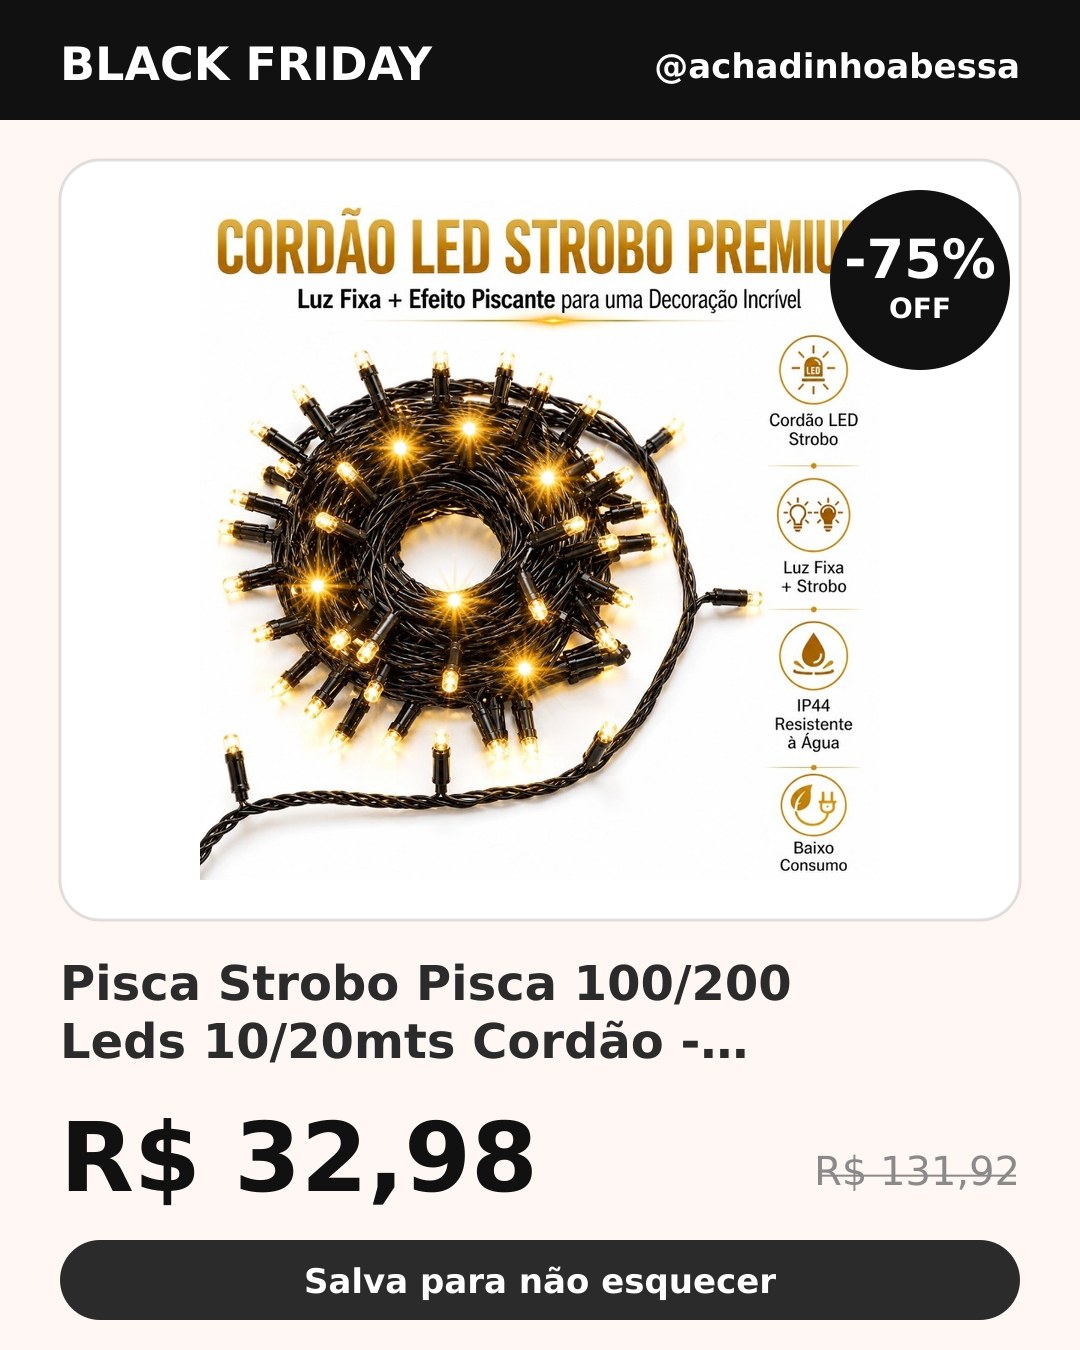 BLACK FRIDAY
@achadinhoabessa
CORDÃO LED STROBO
-75%
OFF
Luz Fixa + Efeito Piscante para uma Decoração Incrível
LED
Cordão LED
Strobo
Luz Fixa
+ Strobo
IP44
Resistente
à Água
Baixo
Consumo
Pisca Strobo Pisca 100/200
Leds 10/20mts Cordão -...
R$ 32,98
R$ 131,92
Salva para não esquecer